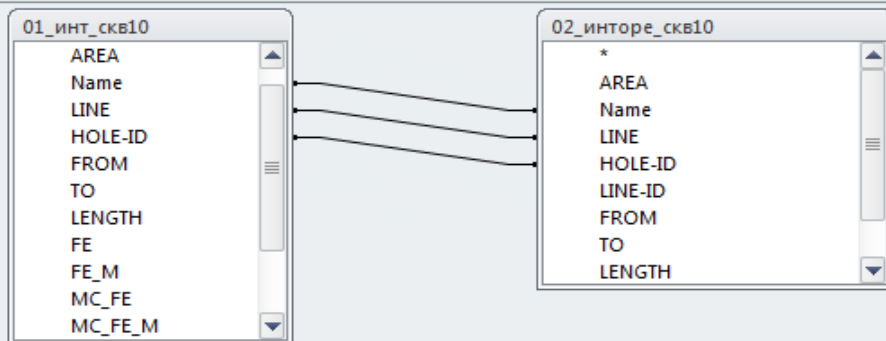 01_инт_скв10
AREA
Name
LINE
HOLE-ID
FROM
TO
LENGTH
FE
FE_M
MC_FE
MC_FE_M
02_инторе_скв10
*
AREA
Name
LINE
HOLE-ID
LINE-ID
FROM
TO
LENGTH